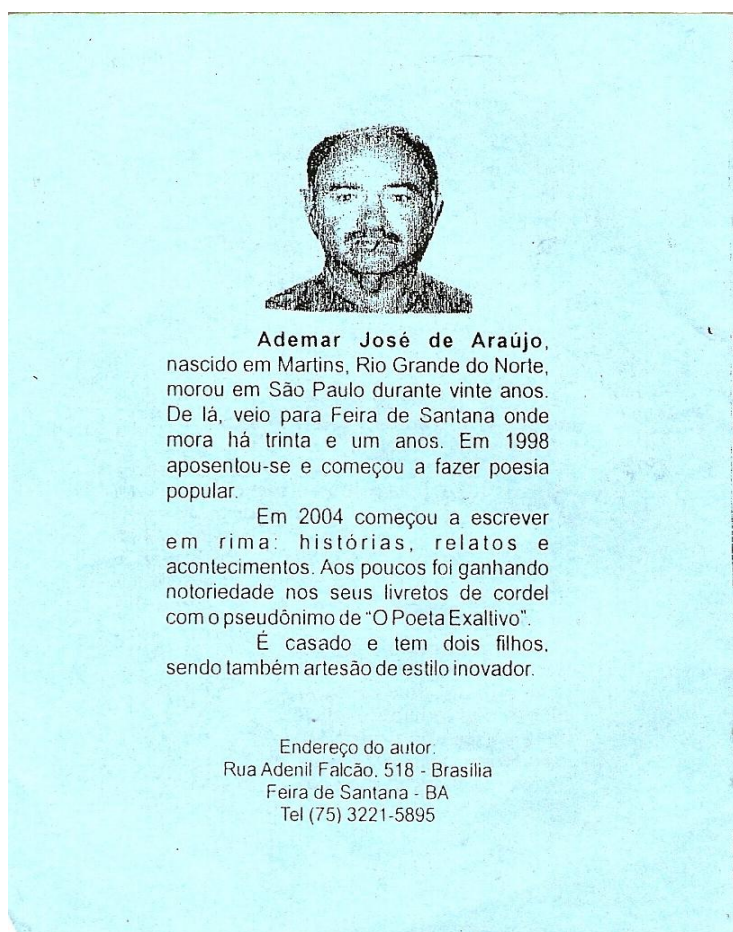 Ademar José de Araújo,
nascido em Martins, Rio Grande do Norte,
morou em São Paulo durante vinte anos.
De lá, veio para Feira de Santana onde
mora há trinta e um anos. Em 1998
aposentou-se e começou a fazer poesia
popular.
Em 2004 começou a escrever
em rima: histórias, relatos e
acontecimentos. Aos poucos foi ganhando
notoriedade nos seus livretos de cordel
com o pseudônimo de “O Poeta Exaltivo”.
É casado e tem dois filhos,
sendo também artesão de estilo inovador.
Endereço do autor:
Rua Adenil Falcão, 518 - Brasilia
Feira de Santana - BA
Tel (75) 3221-5895